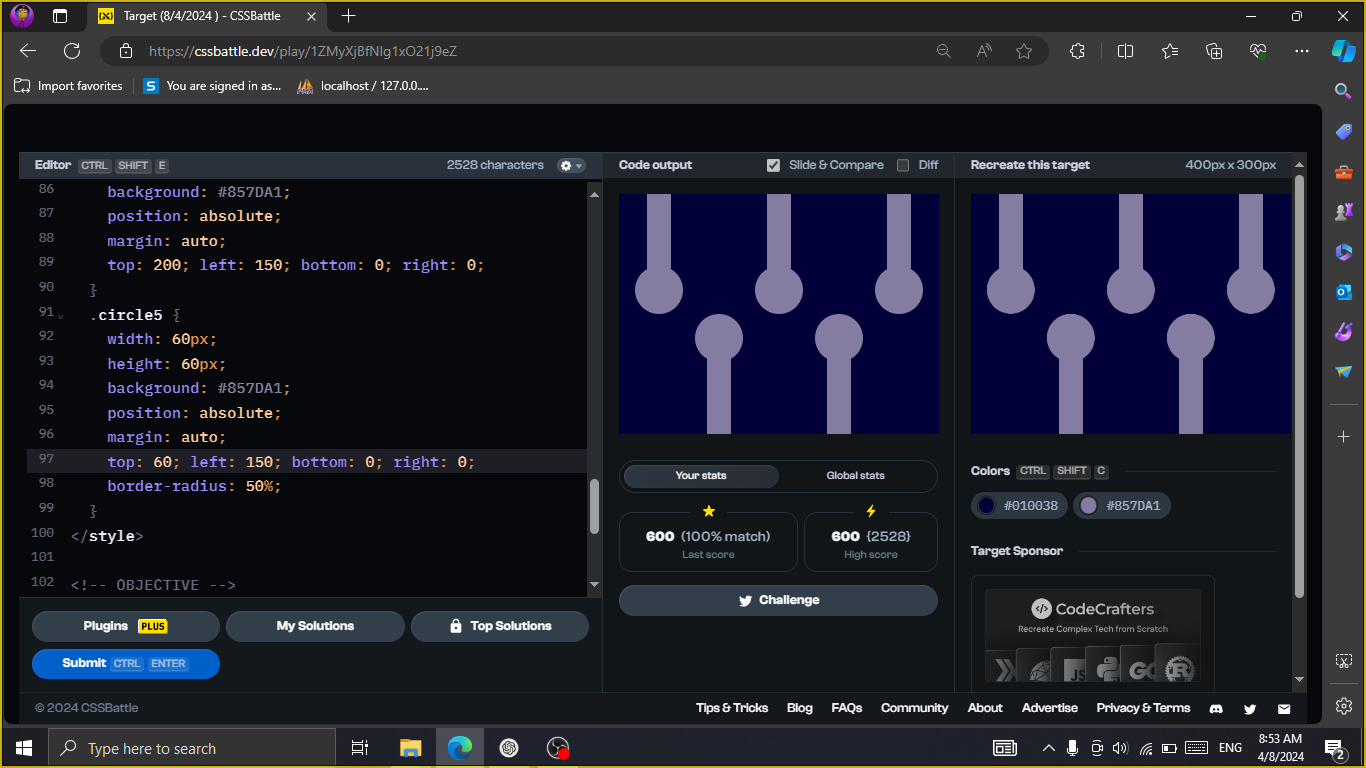 Target (8/4/2024 ) - CSSBattle
https://cssbattle.dev/play/1ZMyXjBfNIg1xO21j9eZ
Import favorites
You are signed in as...
localhost / 127.0.0....
Editor CTRL SHIFT E
2528 characters
86 background: #857DA1;
87 position: absolute;
88 margin: auto;
89 top: 200; left: 150; bottom: 0; right: 0;
90 }
91 .circle5 {
92 width: 60px;
93 height: 60px;
94 background: #857DA1;
95 position: absolute;
96 margin: auto;
97 top: 60; left: 150; bottom: 0; right: 0;
98 border-radius: 50%;
99 }
100 </style>
101
102 <!-- OBJECTIVE -->
Plugins PLUS
My Solutions
Top Solutions
Submit CTRL ENTER
Code output
Slide & Compare
Diff
Your stats
Global stats
600 (100% match)
Last score
600 {2528}
High score
Challenge
Recreate this target
400px x 300px
Colors CTRL SHIFT C
#010038
#857DA1
Target Sponsor
CodeCrafters
Recreate Complex Tech from Scratch
JS
GO
© 2024 CSSBattle
Tips & Tricks Blog FAQs Community About Advertise Privacy & Terms
Type here to search
ENG
8:53 AM
4/8/2024
2